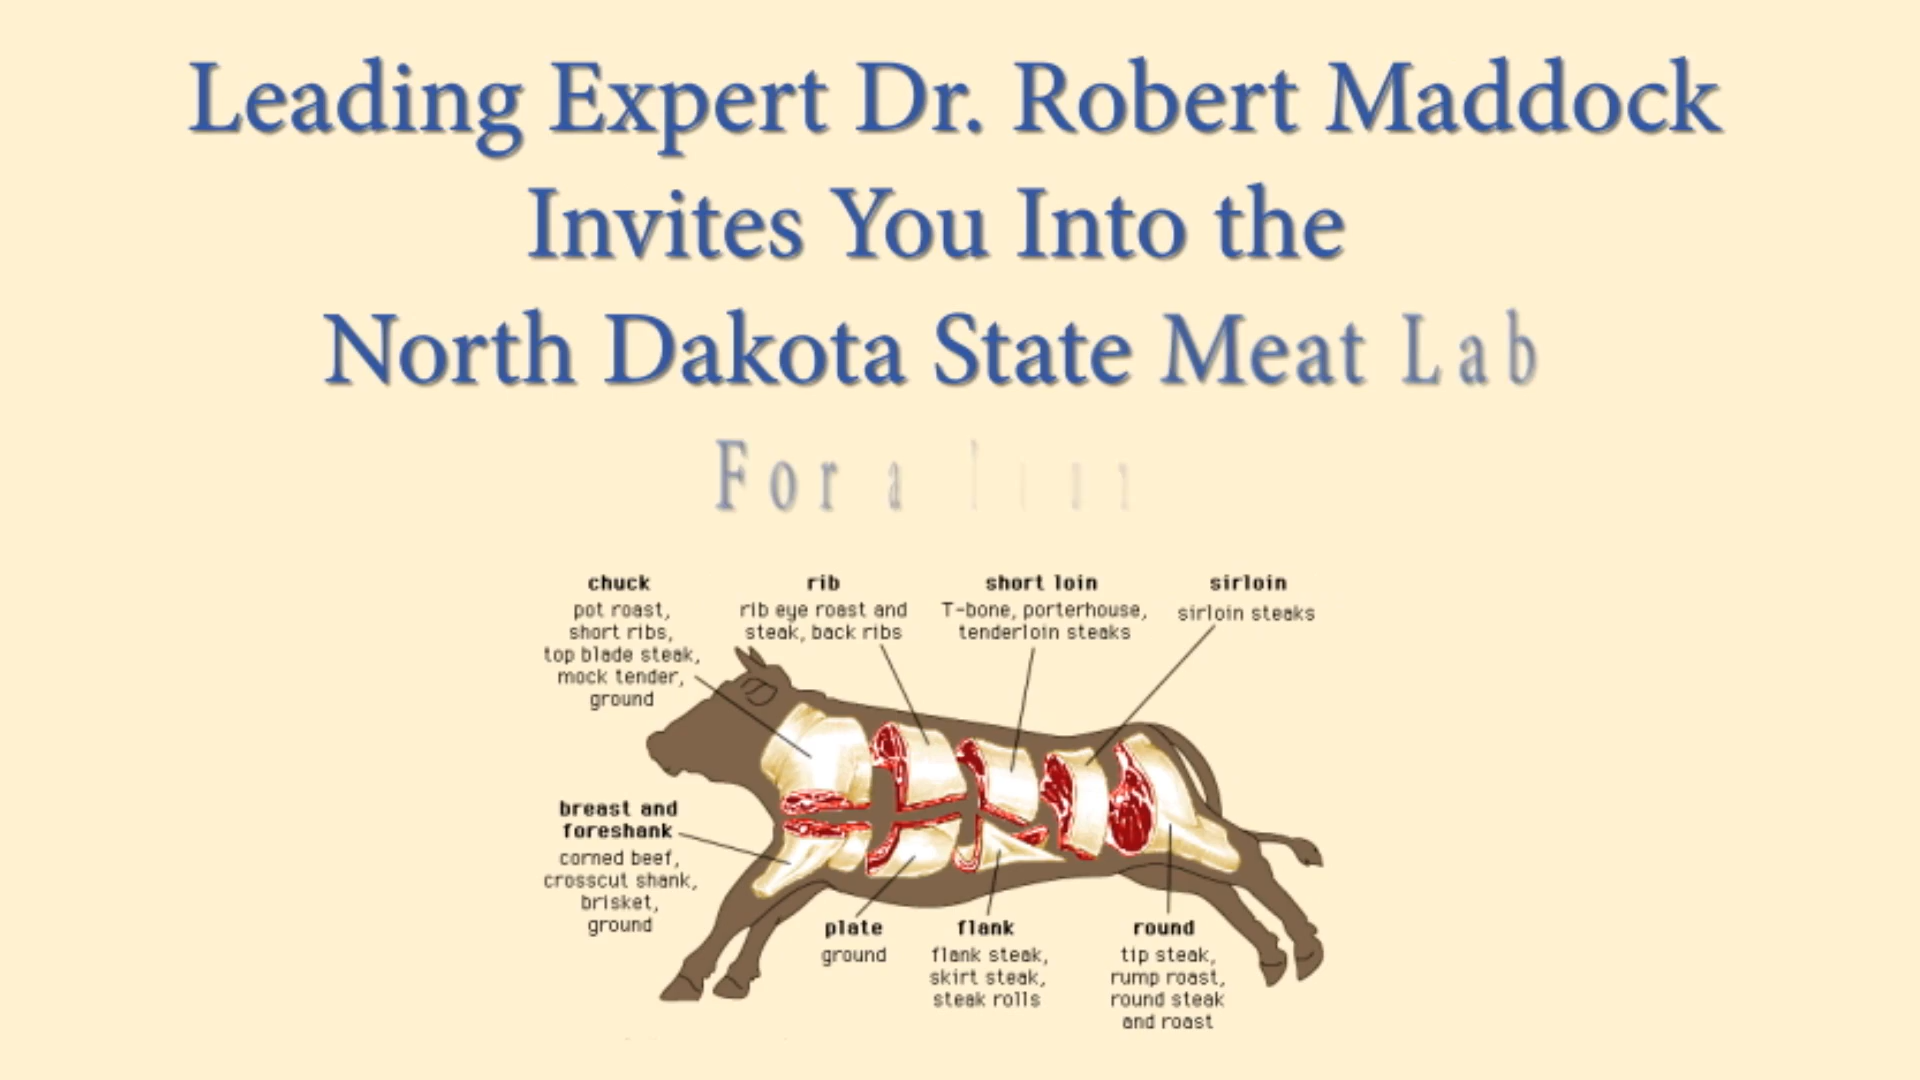 Leading Expert Dr. Robert Maddock
Invites You Into the
North Dakota State Meat Lab
For a
chuck
pot roast,
short ribs,
top blade steak,
mock tender,
ground
rib
rib eye roast and
steak, back ribs
short loin
T-bone, porterhouse,
tenderloin steaks
sirloin
sirloin steaks
breast and
foreshank
corned beef,
crosscut shank,
brisket,
ground
plate
ground
flank
flank steak,
skirt steak,
steak rolls
round
tip steak,
rump roast,
round steak
and roast